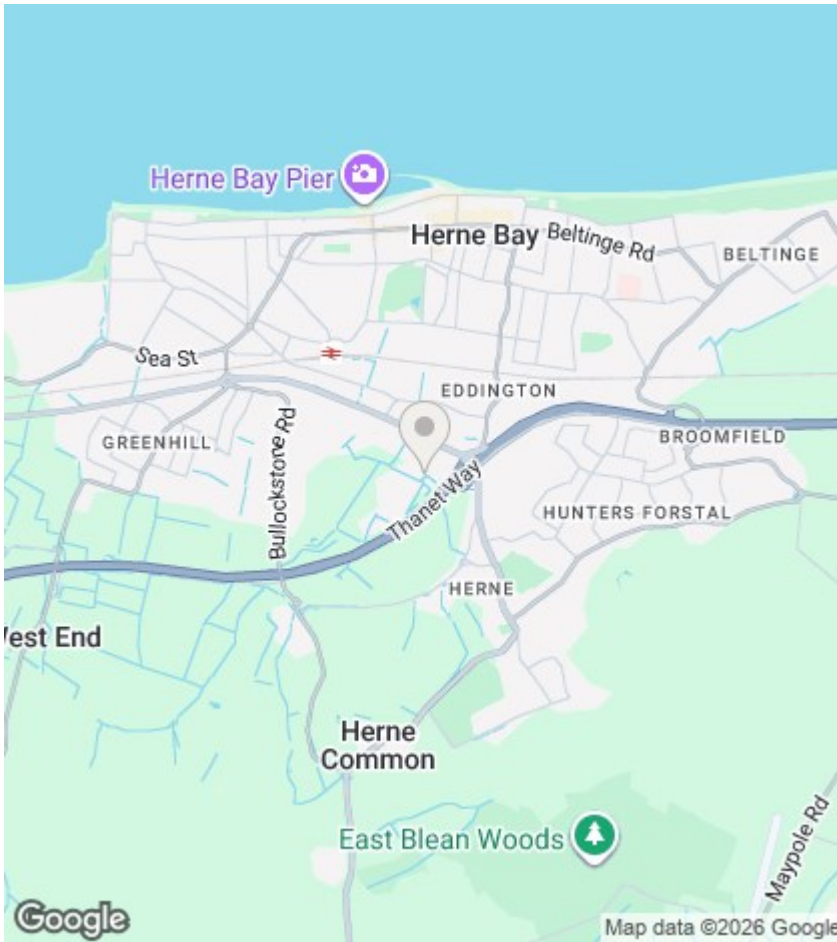 Herne Bay Pier
Herne Bay
Beltinge Rd
BELTINGE
Sea St
EDDINGTON
GREENHILL
Bullockstone Rd
BROOMFIELD
Thanet Way
HUNTERS FORSTAL
HERNE
Vest End
Herne
Common
East Blean Woods
Maypole Rd
Google
Map data ©2026 Google